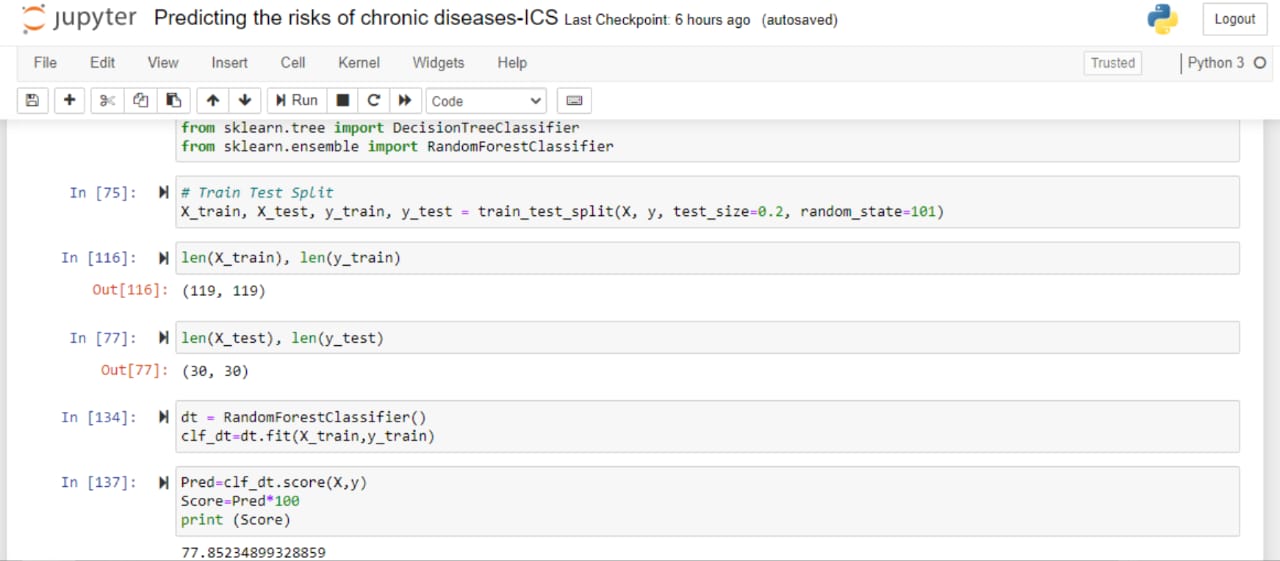 jupyter Predicting the risks of chronic diseases-ICS Last Checkpoint: 6 hours ago (autosaved)
Logout
File Edit View Insert Cell Kernel Widgets Help
Trusted Python 3
Run Code
from sklearn.tree import DecisionTreeClassifier
from sklearn.ensemble import RandomForestClassifier
In [75]: # Train Test Split
X_train, X_test, y_train, y_test = train_test_split(X, y, test_size=0.2, random_state=101)
In [116]: len(X_train), len(y_train)
Out[116]: (119, 119)
In [77]: len(X_test), len(y_test)
Out[77]: (30, 30)
In [134]: dt = RandomForestClassifier()
clf_dt=dt.fit(X_train,y_train)
In [137]: Pred=clf_dt.score(X,y)
Score=Pred*100
print (Score)
77.85234899328859